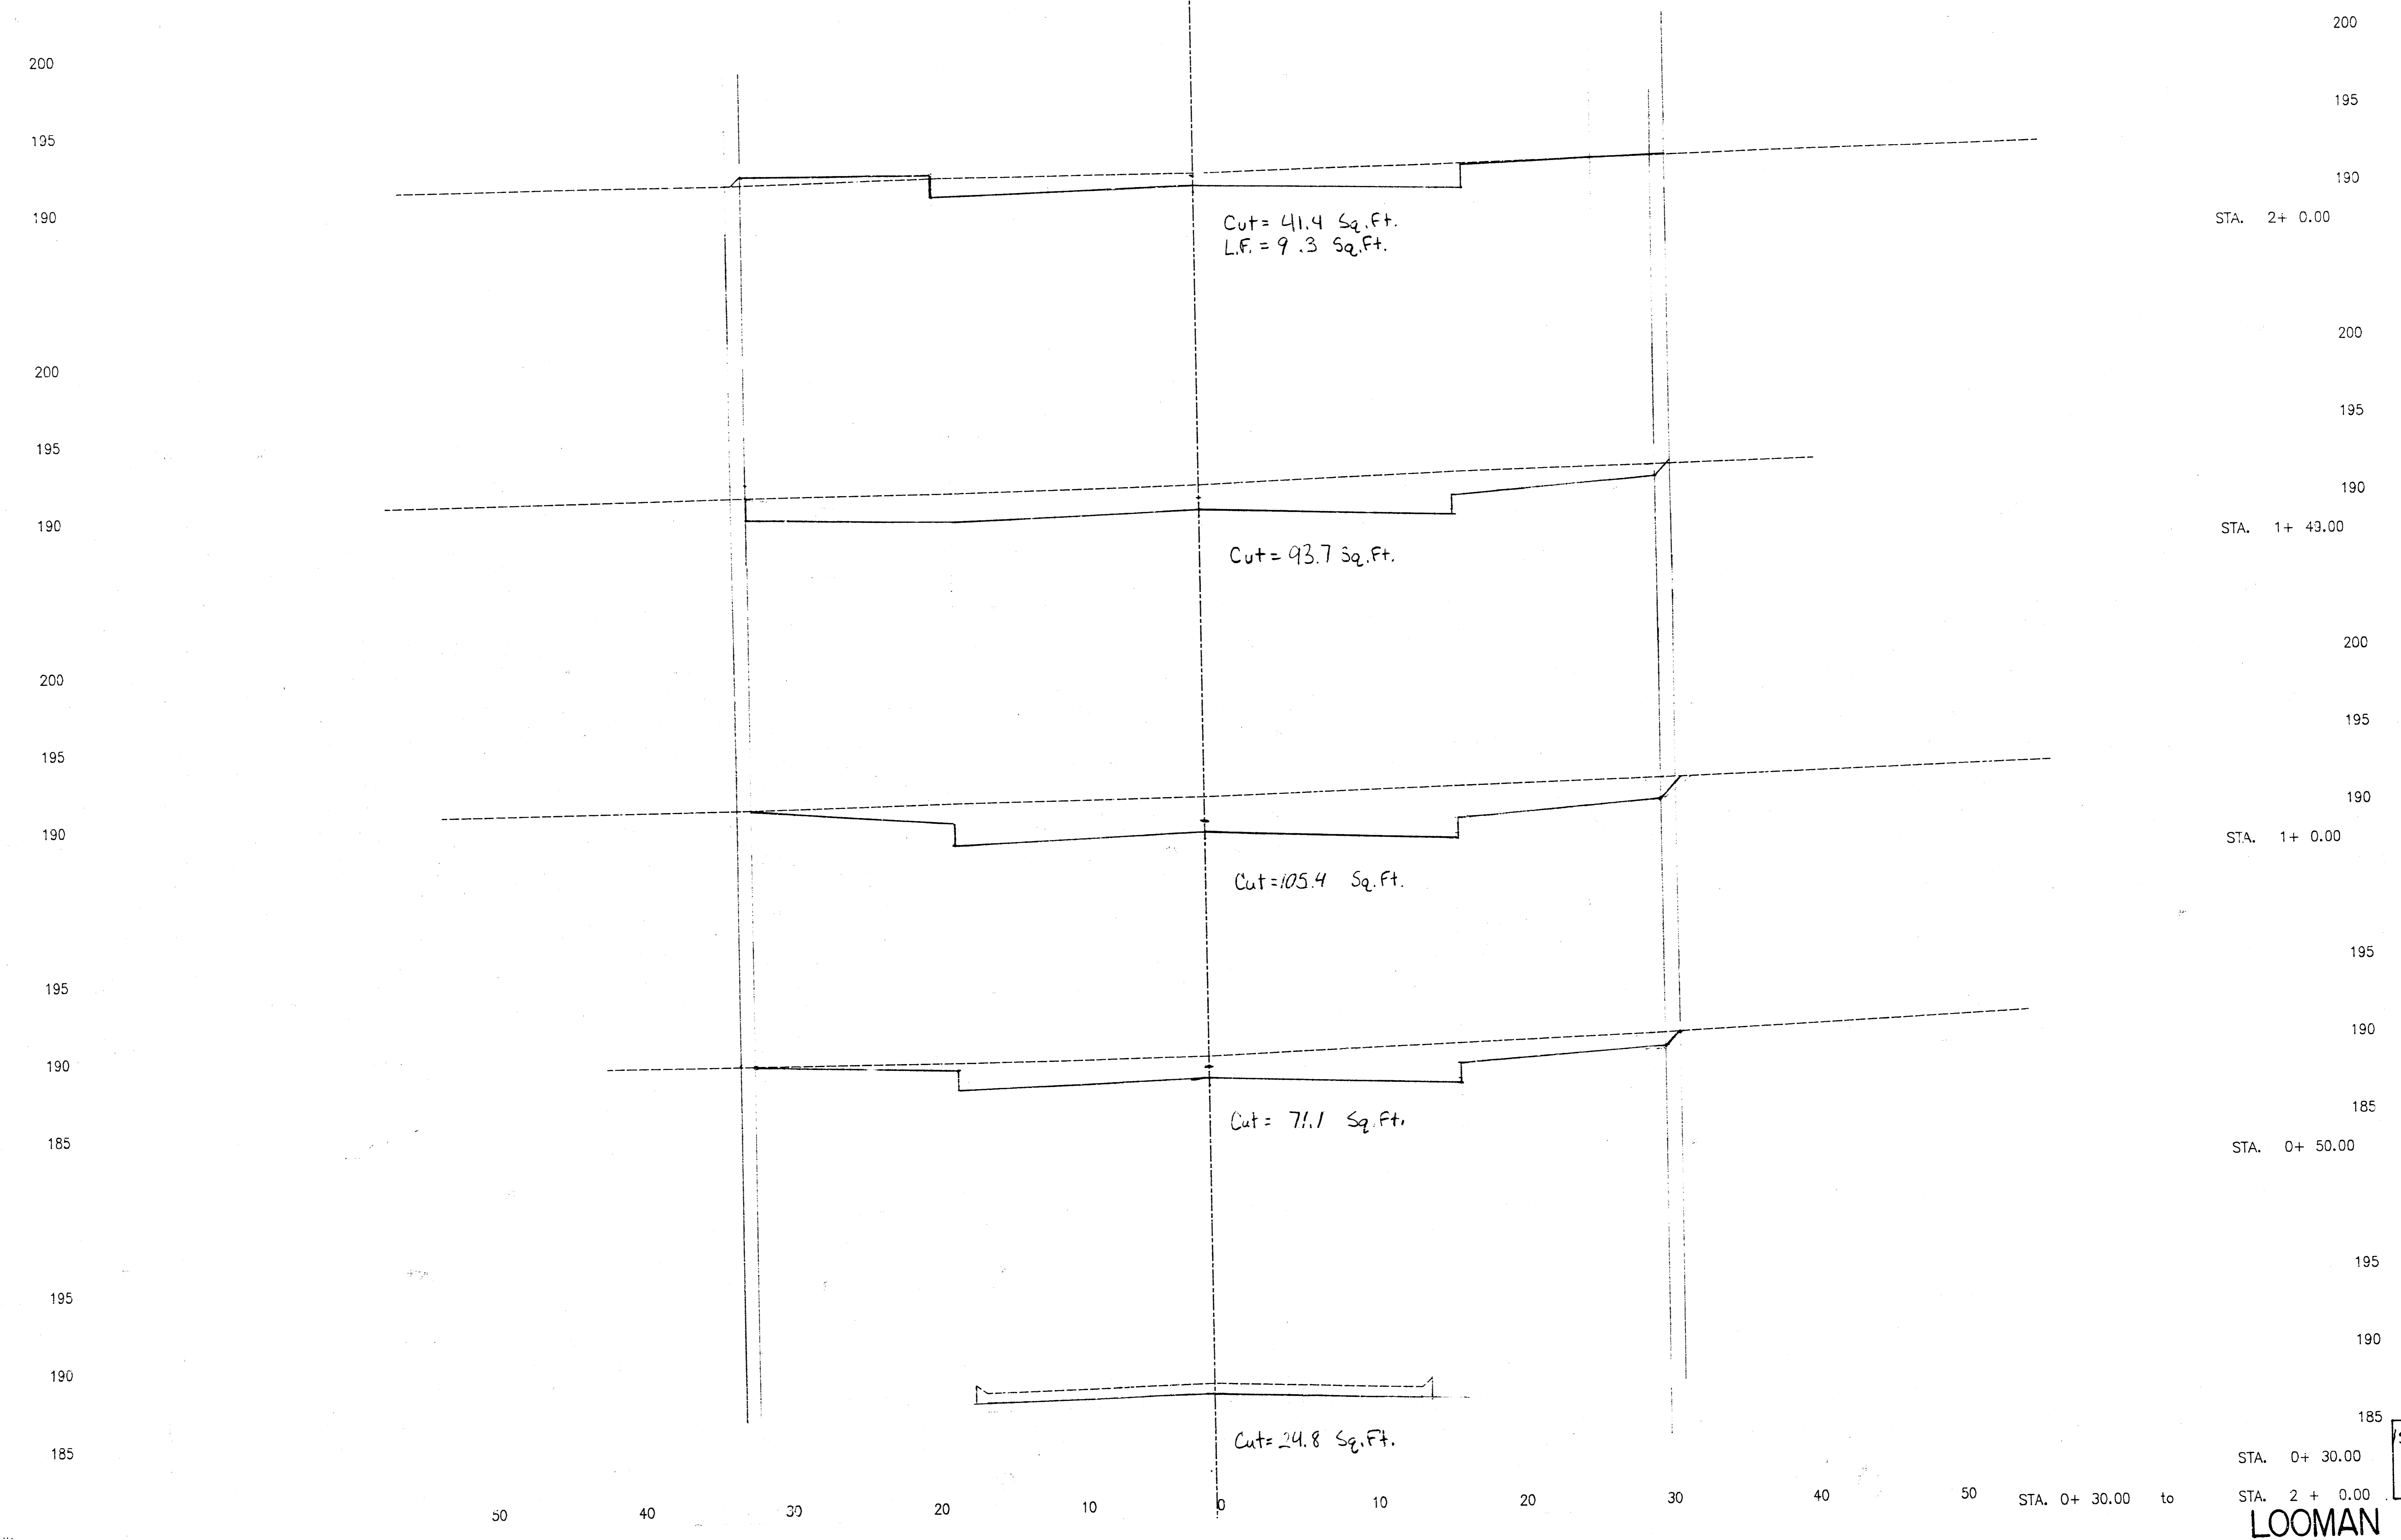 200
200
195
195
190
190
STA. 2+ 0.00
Cut = 41.4 Sq.Ft.
L.F. = 9.3 Sq.Ft.
200
200
195
195
190
190
STA. 1+ 49.00
Cut = 93.7 Sq.Ft.
200
200
195
195
190
190
STA. 1+ 0.00
Cut = 105.4 Sq.Ft.
195
195
190
190
185
185
STA. 0+ 50.00
Cut = 71.1 Sq.Ft.
195
195
190
190
185
185
STA. 0+ 30.00
Cut = 24.8 Sq.Ft.
50 40 30 20 10 0 10 20 30 40 50
STA. 0+ 30.00 to STA. 2 + 0.00
LOOMAN